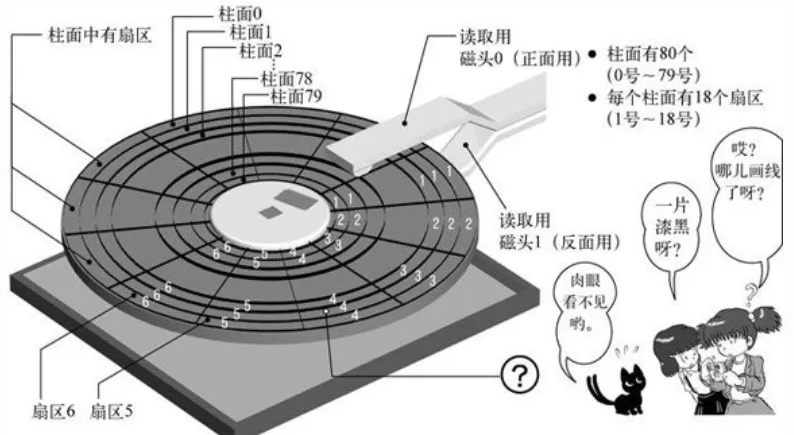 柱面0
柱面1
柱面2
⋮
柱面78
柱面79
柱面中有扇区
读取用
磁头0（正面用）
● 柱面有80个
（0号～79号）
● 每个柱面有18个扇区
（1号～18号）
读取用
磁头1（反面用）
1 1 1 1 1
2 2 2 2 2
3 3 3 3
4 4 4 4 4
5 5 5 5 5
6 6 6 6 6
扇区6
扇区5
?
哎？
哪儿画线
了呀？
一片
漆黑
呀？
肉眼
看不见
哟。
?